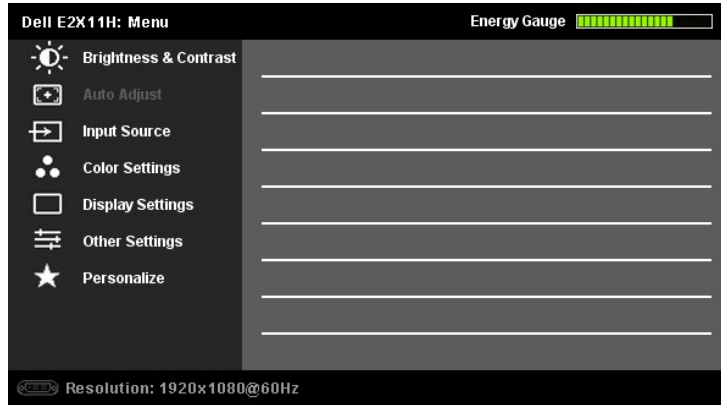 Dell E2X11H: Menu Energy Gauge
Brightness & Contrast
Auto Adjust
Input Source
Color Settings
Display Settings
Other Settings
Personalize
Resolution: 1920x1080@60Hz